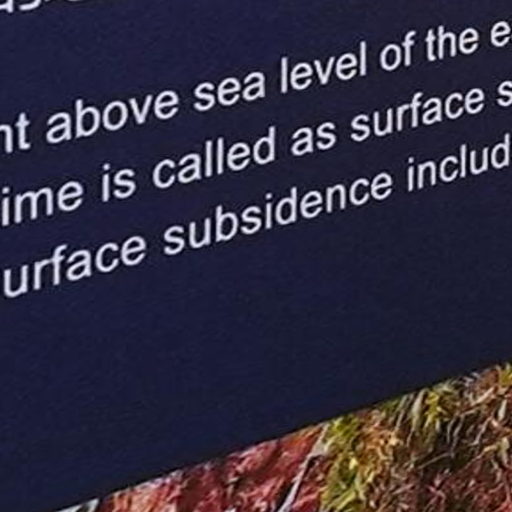 nt above sea level of the e
ime is called as surface s
urface subsidence includ